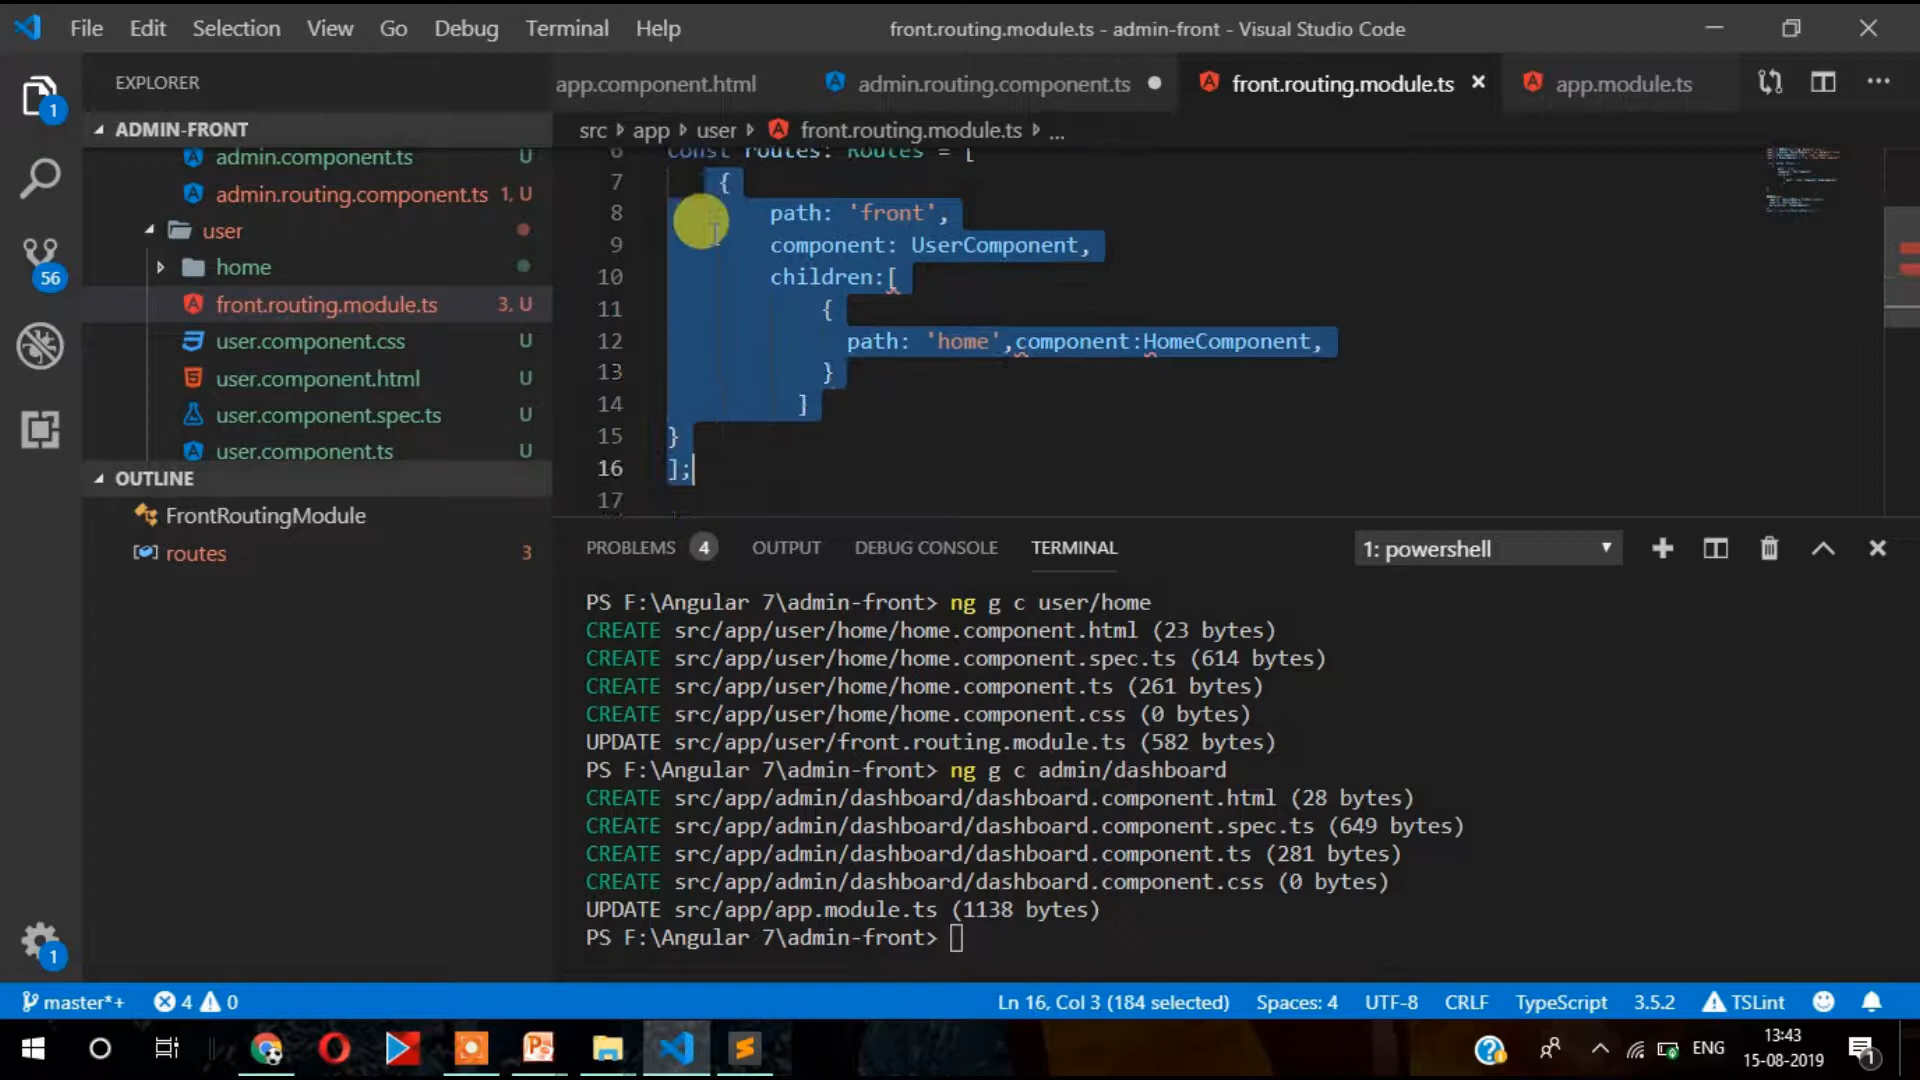 File Edit Selection View Go Debug Terminal Help front.routing.module.ts - admin-front - Visual Studio Code
EXPLORER
app.component.html admin.routing.component.ts front.routing.module.ts app.module.ts
1
ADMIN-FRONT
src app user front.routing.module.ts ...
admin.component.ts U
admin.routing.component.ts 1, U
user
home
front.routing.module.ts 3, U
user.component.css U
user.component.html U
user.component.spec.ts U
user.component.ts U
56
OUTLINE
FrontRoutingModule
routes 3
1
6 const routes: Routes = [
7 {
8 path: 'front',
9 component: UserComponent,
10 children:[
11 {
12 path: 'home',component:HomeComponent,
13 }
14 ]
15 }
16 ];
17
PROBLEMS 4 OUTPUT DEBUG CONSOLE TERMINAL 1: powershell
PS F:\Angular 7\admin-front> ng g c user/home
CREATE src/app/user/home/home.component.html (23 bytes)
CREATE src/app/user/home/home.component.spec.ts (614 bytes)
CREATE src/app/user/home/home.component.ts (261 bytes)
CREATE src/app/user/home/home.component.css (0 bytes)
UPDATE src/app/user/front.routing.module.ts (582 bytes)
PS F:\Angular 7\admin-front> ng g c admin/dashboard
CREATE src/app/admin/dashboard/dashboard.component.html (28 bytes)
CREATE src/app/admin/dashboard/dashboard.component.spec.ts (649 bytes)
CREATE src/app/admin/dashboard/dashboard.component.ts (281 bytes)
CREATE src/app/admin/dashboard/dashboard.component.css (0 bytes)
UPDATE src/app/app.module.ts (1138 bytes)
PS F:\Angular 7\admin-front>
master*+ 4 0 Ln 16, Col 3 (184 selected) Spaces: 4 UTF-8 CRLF TypeScript 3.5.2 TSLint
ENG 13:43
15-08-2019
1